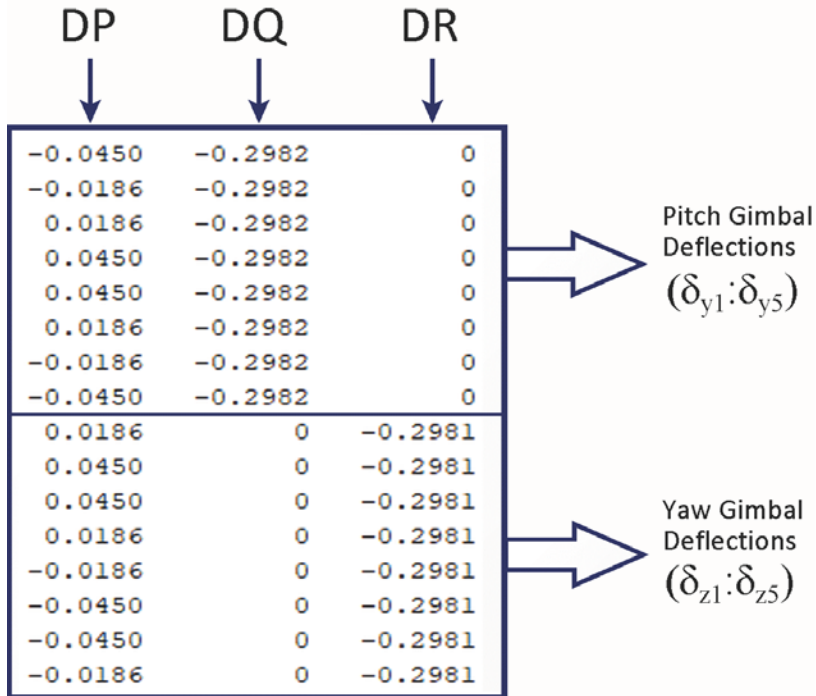 DP DQ DR
-0.0450 -0.2982 0
-0.0186 -0.2982 0
0.0186 -0.2982 0
0.0450 -0.2982 0
0.0450 -0.2982 0
0.0186 -0.2982 0
-0.0186 -0.2982 0
-0.0450 -0.2982 0
Pitch Gimbal
Deflections
(δy1:δy5)
0.0186 0 -0.2981
0.0450 0 -0.2981
0.0450 0 -0.2981
0.0186 0 -0.2981
-0.0186 0 -0.2981
-0.0450 0 -0.2981
-0.0450 0 -0.2981
-0.0186 0 -0.2981
Yaw Gimbal
Deflections
(δz1:δz5)